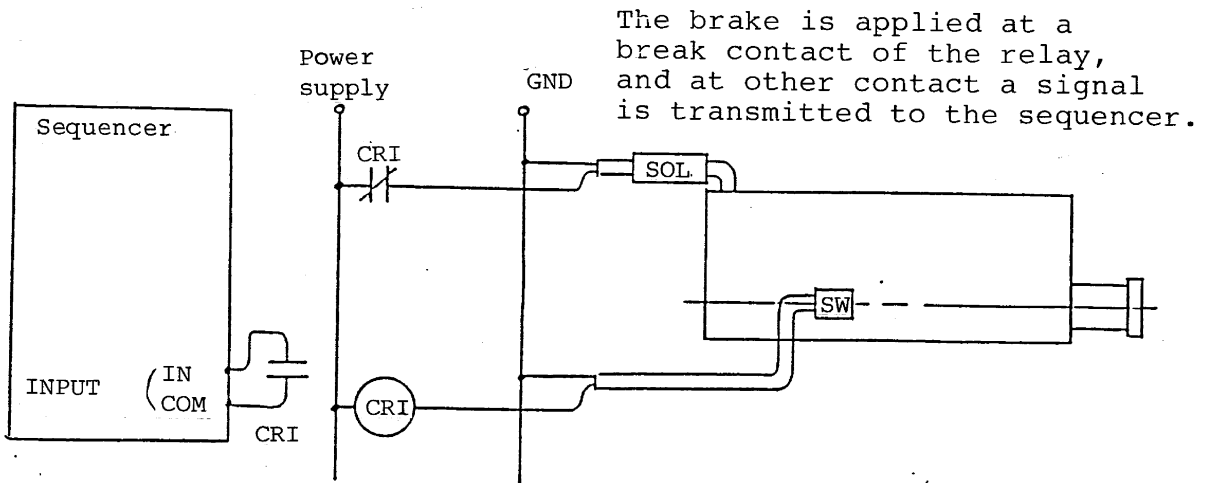 The brake is applied at a
break contact of the relay,
and at other contact a signal
is transmitted to the sequencer.
Power
supply
GND
Sequencer
CRI
SOL
SW
INPUT
IN
COM
CRI
CRI